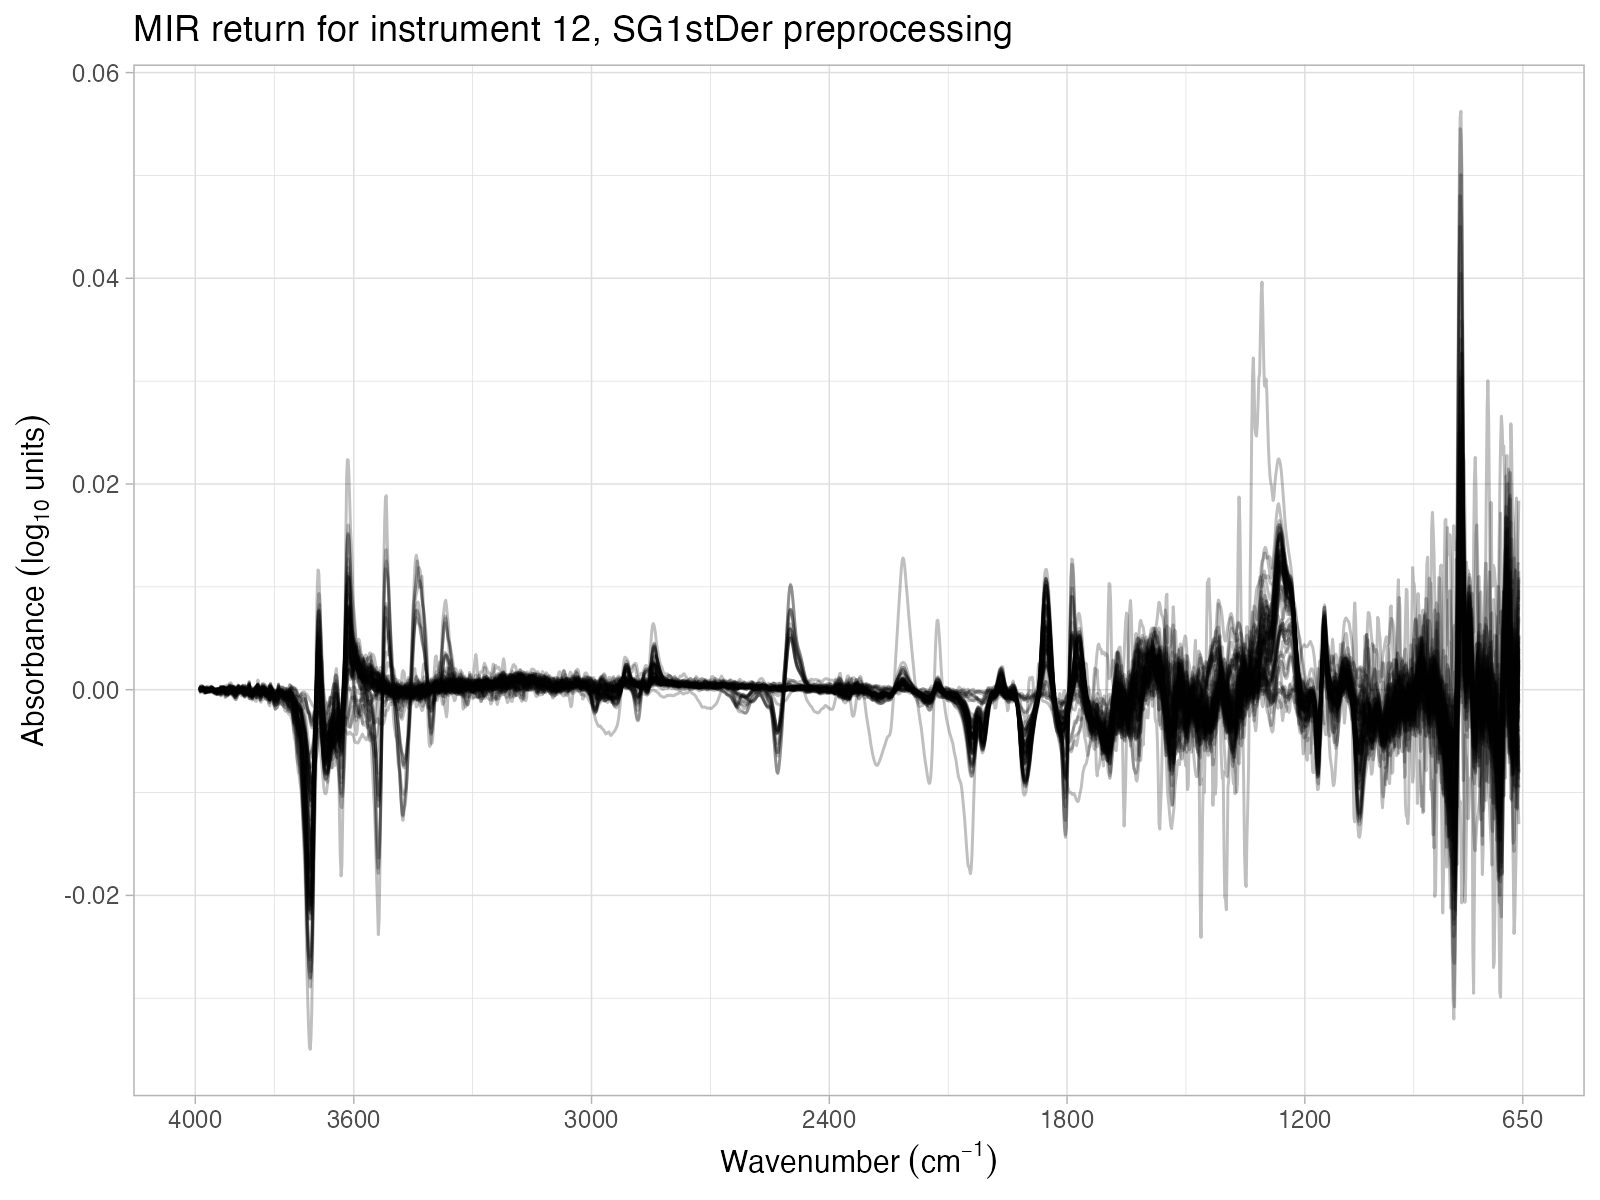 MIR return for instrument 12, SG1stDer preprocessing
0.06
0.04
0.02
0.00
-0.02
Absorbance (log₁₀ units)
4000 3600 3000 2400 1800 1200 650
Wavenumber (cm⁻¹)